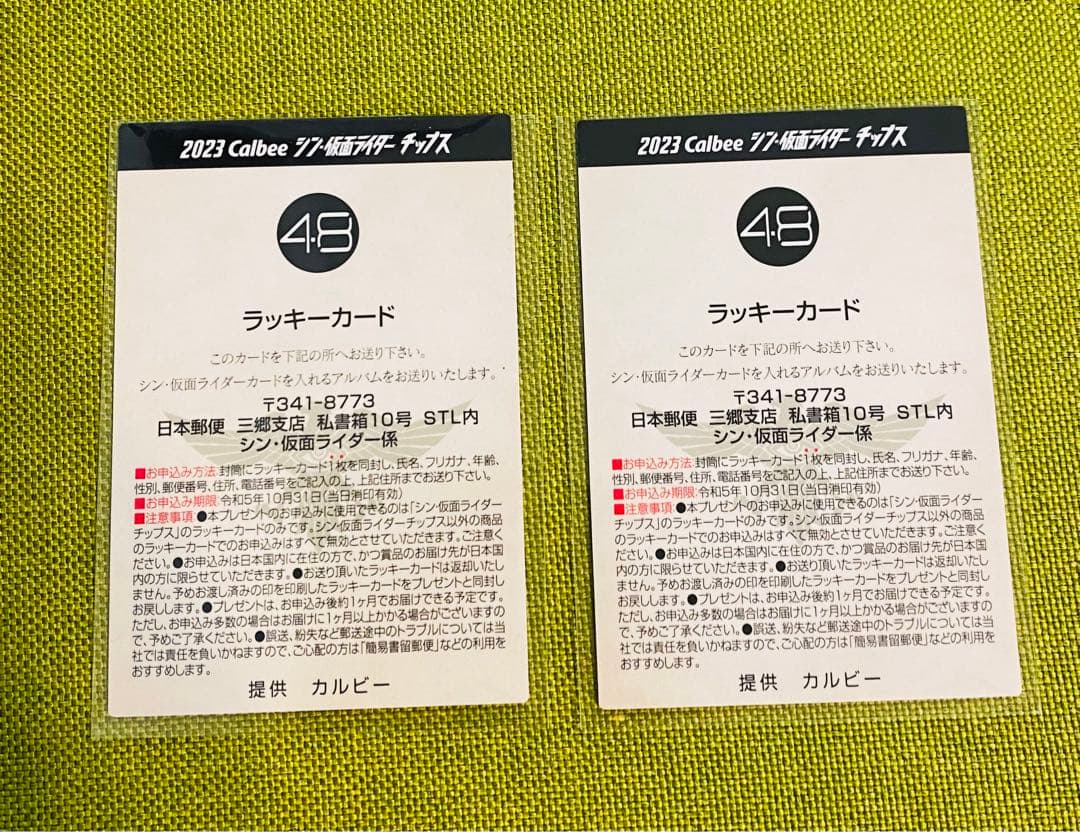 2023 Calbee シン・仮面ライダー チップス
48
ラッキーカード
このカードを下記の所へお送り下さい。
シン・仮面ライダーカードを入れるアルバムをお送りいたします。
〒341-8773
日本郵便 三郷支店 私書箱10号 STL内
シン・仮面ライダー係
■お申込み方法:封筒にラッキーカード1枚を同封し、氏名、フリガナ、年齢、
性別、郵便番号、住所、電話番号をご記入の上、上記住所までお送り下さい。
■お申込み期限:令和5年10月31日(当日消印有効)
■注意事項:●本プレゼントのお申込みに使用できるのは「シン・仮面ライダー
チップス」のラッキーカードのみです。シン・仮面ライダーチップス以外の商品
のラッキーカードでのお申込みはすべて無効とさせていただきます。ご注意く
ださい。●お申込みは日本国内に在住の方で、かつ賞品のお届け先が日本国
内の方に限らせていただきます。●お送り頂いたラッキーカードは返却いたし
ません。予めお渡し済みの印を印刷したラッキーカードをプレゼントと同封し
お戻しします。●プレゼントは、お申込み後約1ヶ月でお届けできる予定です。
ただし、お申込み多数の場合はお届けに1ヶ月以上かかる場合がございますの
で、予めご了承ください。●誤送、紛失など郵送途中のトラブルについては当
社では責任を負いかねますので、ご心配の方は「簡易書留郵便」などの利用を
おすすめします。
提供 カルビー
2023 Calbee シン・仮面ライダー チップス
48
ラッキーカード
このカードを下記の所へお送り下さい。
シン・仮面ライダーカードを入れるアルバムをお送りいたします。
〒341-8773
日本郵便 三郷支店 私書箱10号 STL内
シン・仮面ライダー係
■お申込み方法:封筒にラッキーカード1枚を同封し、氏名、フリガナ、年齢、
性別、郵便番号、住所、電話番号をご記入の上、上記住所までお送り下さい。
■お申込み期限:令和5年10月31日(当日消印有効)
■注意事項:●本プレゼントのお申込みに使用できるのは「シン・仮面ライダー
チップス」のラッキーカードのみです。シン・仮面ライダーチップス以外の商品
のラッキーカードでのお申込みはすべて無効とさせていただきます。ご注意く
ださい。●お申込みは日本国内に在住の方で、かつ賞品のお届け先が日本国
内の方に限らせていただきます。●お送り頂いたラッキーカードは返却いたし
ません。予めお渡し済みの印を印刷したラッキーカードをプレゼントと同封し
お戻しします。●プレゼントは、お申込み後約1ヶ月でお届けできる予定です。
ただし、お申込み多数の場合はお届けに1ヶ月以上かかる場合がございますの
で、予めご了承ください。●誤送、紛失など郵送途中のトラブルについては当
社では責任を負いかねますので、ご心配の方は「簡易書留郵便」などの利用を
おすすめします。
提供 カルビー